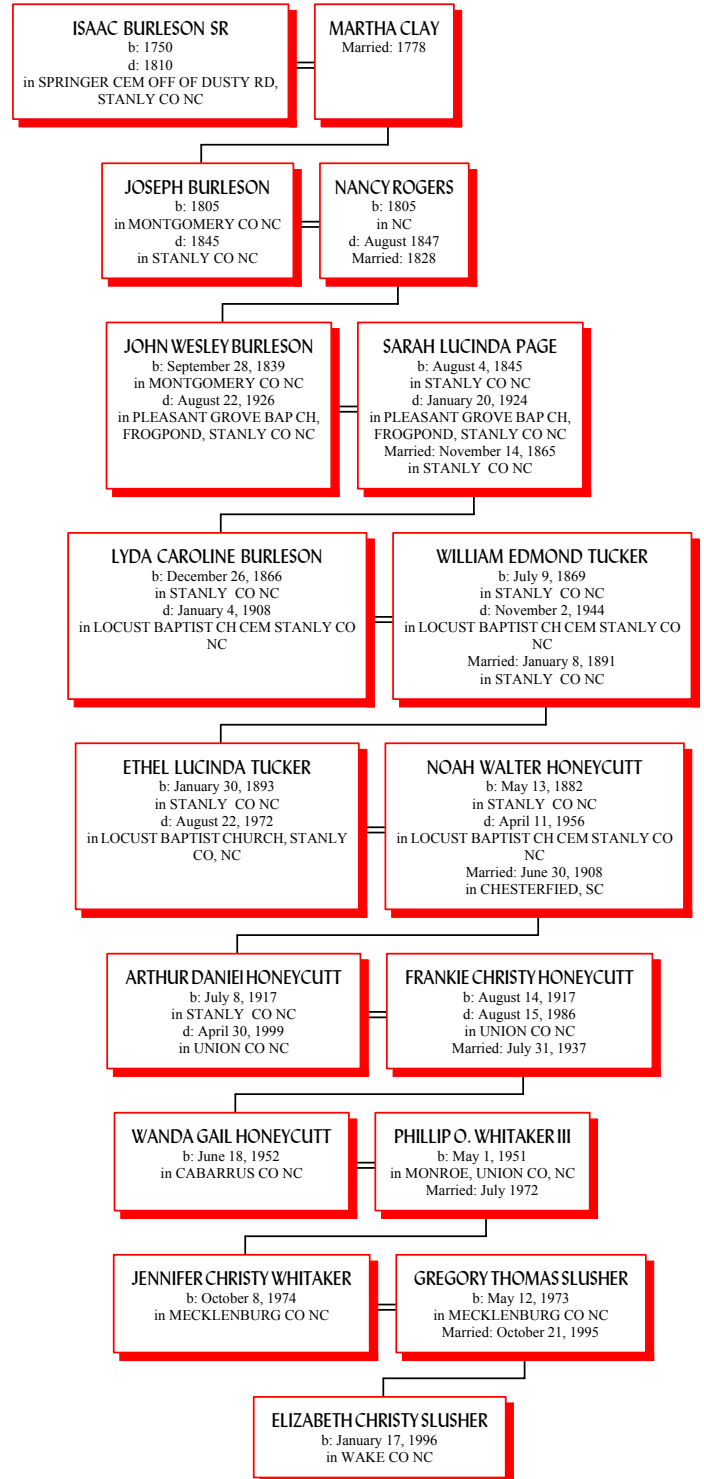 ISAAC BURLESON SR
b: 1750
d: 1810
in SPRINGER CEM OFF OF DUSTY RD,
STANLY CO NC
MARTHA CLAY
Married: 1778
JOSEPH BURLESON
b: 1805
in MONTGOMERY CO NC
d: 1845
in STANLY CO NC
NANCY ROGERS
b: 1805
in NC
d: August 1847
Married: 1828
JOHN WESLEY BURLESON
b: September 28, 1839
in MONTGOMERY CO NC
d: August 22, 1926
in PLEASANT GROVE BAP CH,
FROGPOND, STANLY CO NC
SARAH LUCINDA PAGE
b: August 4, 1845
in STANLY CO NC
d: January 20, 1924
in PLEASANT GROVE BAP CH,
FROGPOND, STANLY CO NC
Married: November 14, 1865
in STANLY CO NC
LYDA CAROLINE BURLESON
b: December 26, 1866
in STANLY CO NC
d: January 4, 1908
in LOCUST BAPTIST CH CEM STANLY CO
NC
WILLIAM EDMOND TUCKER
b: July 9, 1869
in STANLY CO NC
d: November 2, 1944
in LOCUST BAPTIST CH CEM STANLY CO
NC
Married: January 8, 1891
in STANLY CO NC
ETHEL LUCINDA TUCKER
b: January 30, 1893
in STANLY CO NC
d: August 22, 1972
in LOCUST BAPTIST CHURCH, STANLY
CO, NC
NOAH WALTER HONEYCUTT
b: May 13, 1882
in STANLY CO NC
d: April 11, 1956
in LOCUST BAPTIST CH CEM STANLY CO
NC
Married: June 30, 1908
in CHESTERFIED, SC
ARTHUR DANIEl HONEYCUTT
b: July 8, 1917
in STANLY CO NC
d: April 30, 1999
in UNION CO NC
FRANKIE CHRISTY HONEYCUTT
b: August 14, 1917
d: August 15, 1986
in UNION CO NC
Married: July 31, 1937
WANDA GAIL HONEYCUTT
b: June 18, 1952
in CABARRUS CO NC
PHILLIP O. WHITAKER III
b: May 1, 1951
in MONROE, UNION CO, NC
Married: July 1972
JENNIFER CHRISTY WHITAKER
b: October 8, 1974
in MECKLENBURG CO NC
GREGORY THOMAS SLUSHER
b: May 12, 1973
in MECKLENBURG CO NC
Married: October 21, 1995
ELIZABETH CHRISTY SLUSHER
b: January 17, 1996
in WAKE CO NC